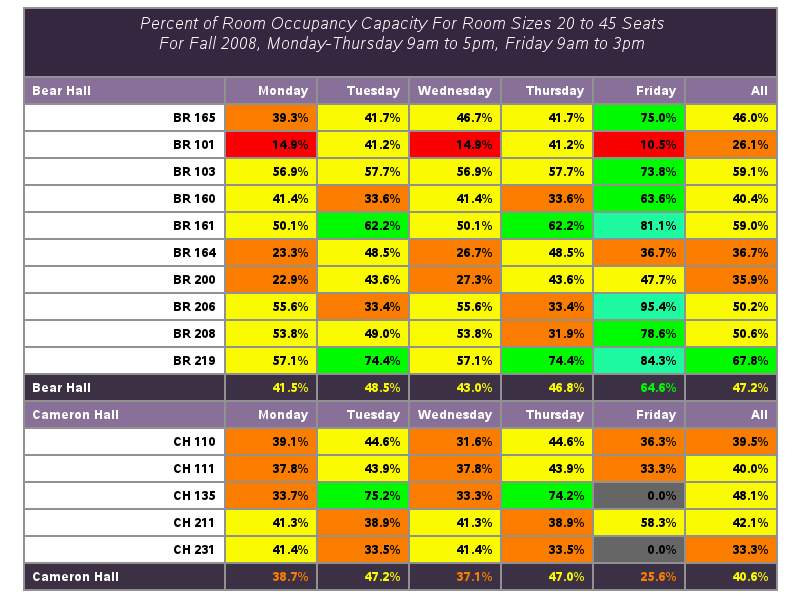 Percent of Room Occupancy Capacity For Room Sizes 20 to 45 Seats
For Fall 2008, Monday-Thursday 9am to 5pm, Friday 9am to 3pm
Bear Hall Monday Tuesday Wednesday Thursday Friday All
BR 165 39.3% 41.7% 46.7% 41.7% 75.0% 46.0%
BR 101 14.9% 41.2% 14.9% 41.2% 10.5% 26.1%
BR 103 56.9% 57.7% 56.9% 57.7% 73.8% 59.1%
BR 160 41.4% 33.6% 41.4% 33.6% 63.6% 40.4%
BR 161 50.1% 62.2% 50.1% 62.2% 81.1% 59.0%
BR 164 23.3% 48.5% 26.7% 48.5% 36.7% 36.7%
BR 200 22.9% 43.6% 27.3% 43.6% 47.7% 35.9%
BR 206 55.6% 33.4% 55.6% 33.4% 95.4% 50.2%
BR 208 53.8% 49.0% 53.8% 31.9% 78.6% 50.6%
BR 219 57.1% 74.4% 57.1% 74.4% 84.3% 67.8%
Bear Hall 41.5% 48.5% 43.0% 46.8% 64.6% 47.2%
Cameron Hall Monday Tuesday Wednesday Thursday Friday All
CH 110 39.1% 44.6% 31.6% 44.6% 36.3% 39.5%
CH 111 37.8% 43.9% 37.8% 43.9% 33.3% 40.0%
CH 135 33.7% 75.2% 33.3% 74.2% 0.0% 48.1%
CH 211 41.3% 38.9% 41.3% 38.9% 58.3% 42.1%
CH 231 41.4% 33.5% 41.4% 33.5% 0.0% 33.3%
Cameron Hall 38.7% 47.2% 37.1% 47.0% 25.6% 40.6%